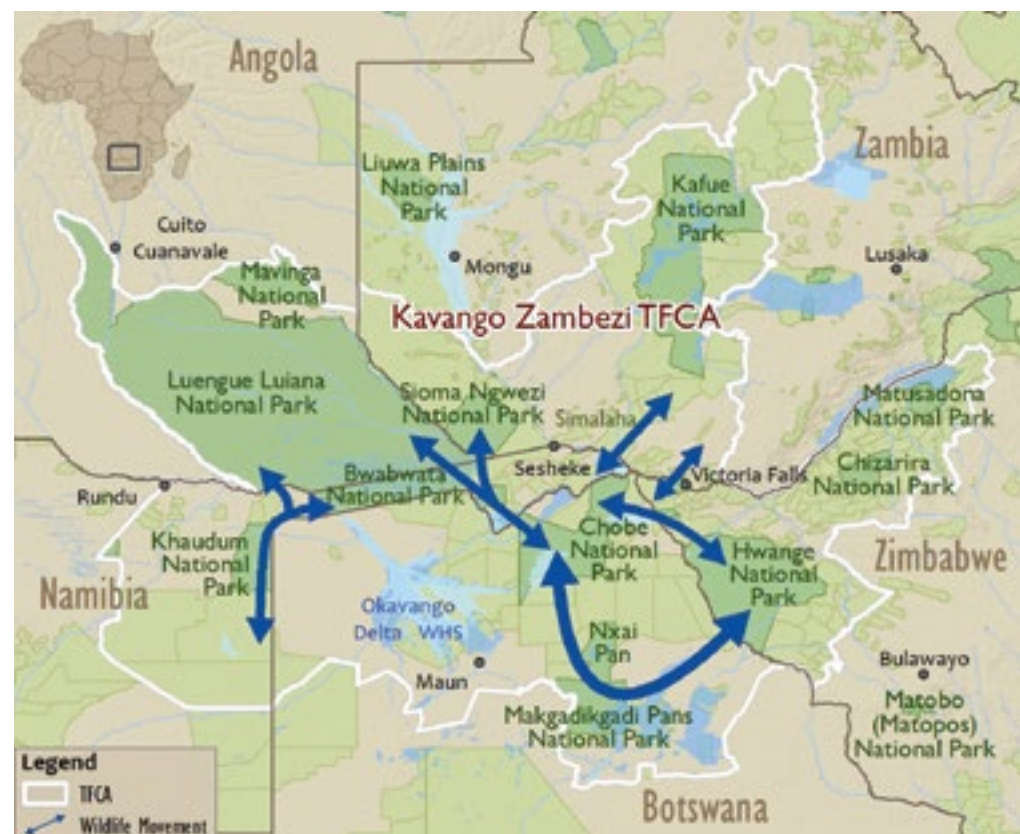 Angola
Zambia
Liuwa Plains
National
Park
Kafue
National
Park
Cuito
Cuanavale
Mavinga
National
Park
Mongu
Lusaka
Kavango Zambezi TFCA
Luengue Luiana
National Park
Sioma Ngwezi
National Park
Simalaha
Matusadona
National Park
Sesheke
Victoria Falls
Chizarira
National Park
Rundu
Bwabwata
National Park
Khaudum
National
Park
Chobe
National
Park
Hwange
National
Park
Zimbabwe
Namibia
Okavango
Delta WHS
Nxai
Pan
Maun
Bulawayo
Makgadikgadi Pans
National Park
Matobo
(Matopos)
National Park
Botswana
Legend
TFCA
Wildlife Movement